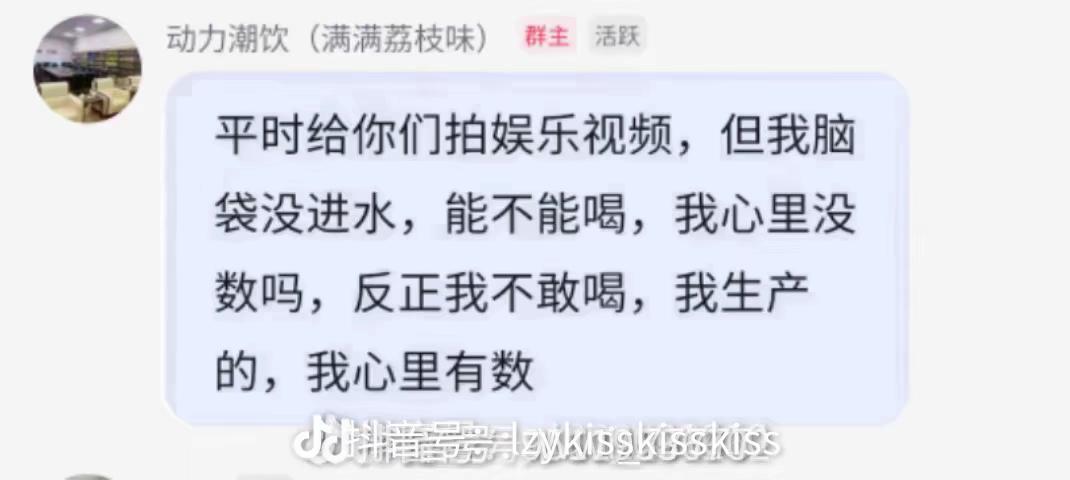 动力潮饮（满满荔枝味） 群主 活跃
平时给你们拍娱乐视频，但我脑
袋没进水，能不能喝，我心里没
数吗，反正我不敢喝，我生产
的，我心里有数
抖音号：lzykisskisskiss